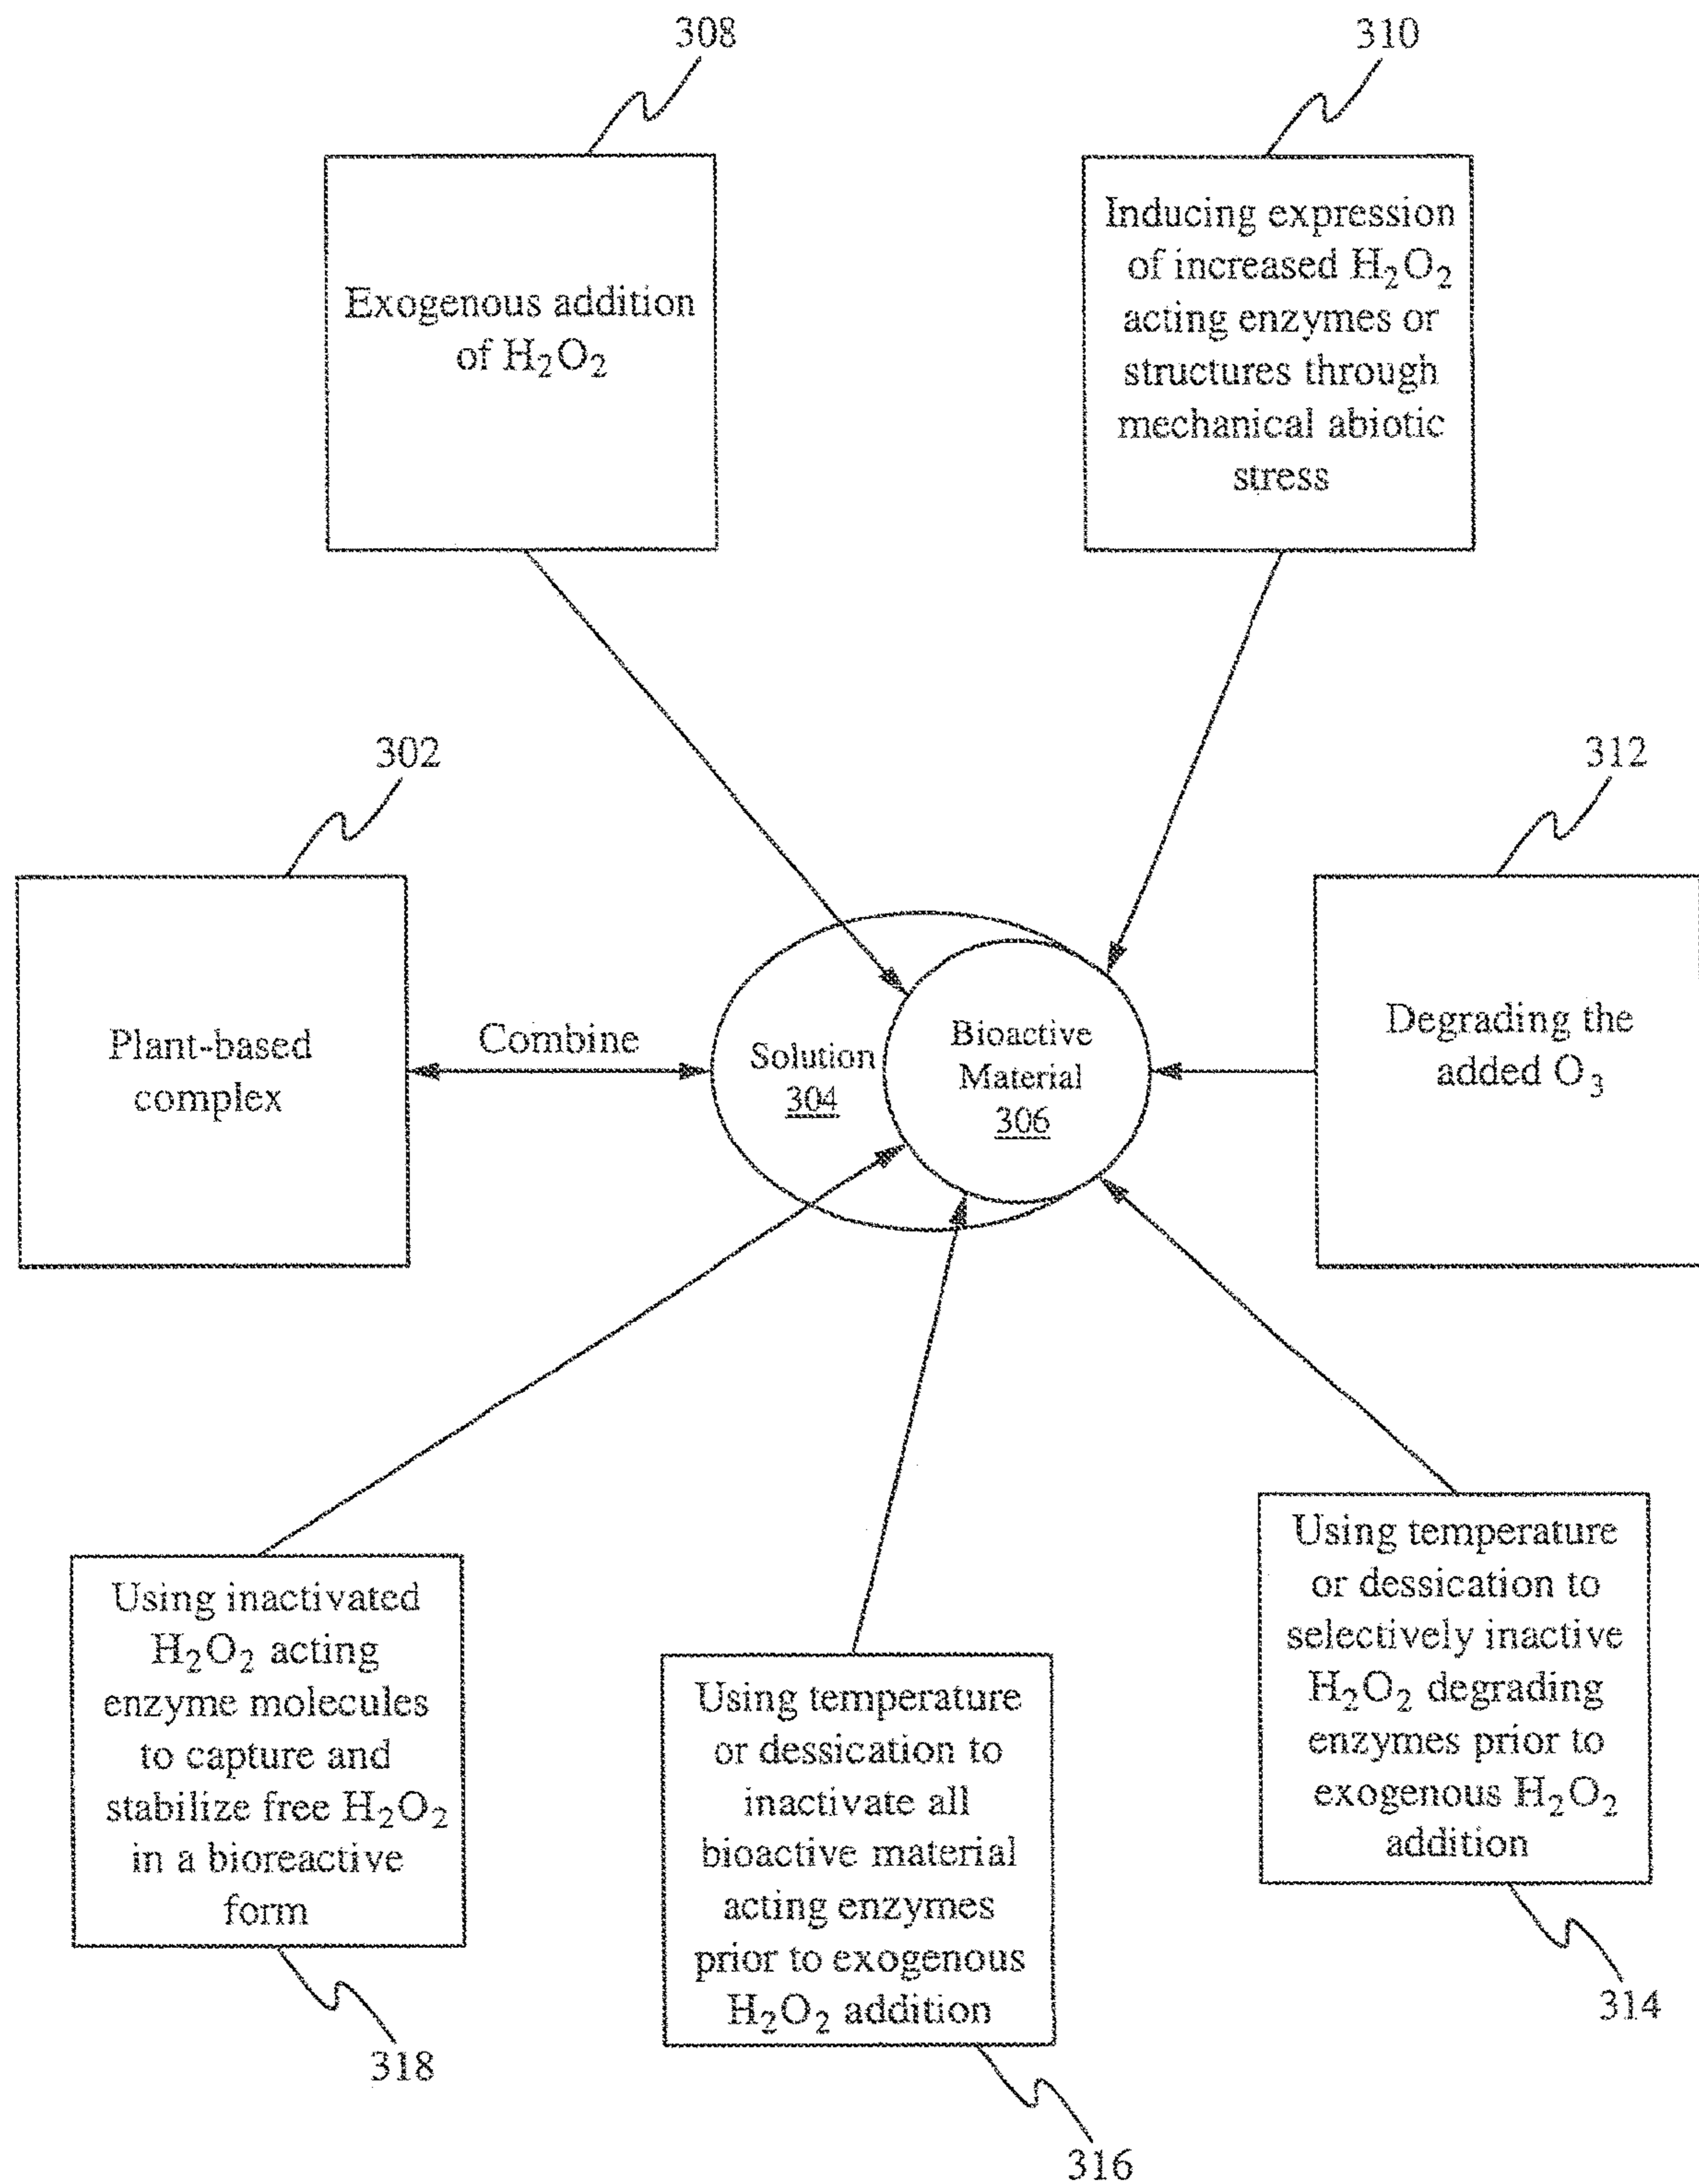 308
310
Exogenous addition
of H₂O₂
Inducing expression
of increased H₂O₂
acting enzymes or
structures through
mechanical abiotic
stress
302
312
Plant-based
complex
Combine
Solution
304
Bioactive
Material
306
Degrading the
added O₃
Using inactivated
H₂O₂ acting
enzyme molecules
to capture and
stabilize free H₂O₂
in a bioreactive
form
318
Using temperature
or dessication to
inactivate all
bioactive material
acting enzymes
prior to exogenous
H₂O₂ addition
316
Using temperature
or dessication to
selectively inactive
H₂O₂ degrading
enzymes prior to
exogenous H₂O₂
addition
314